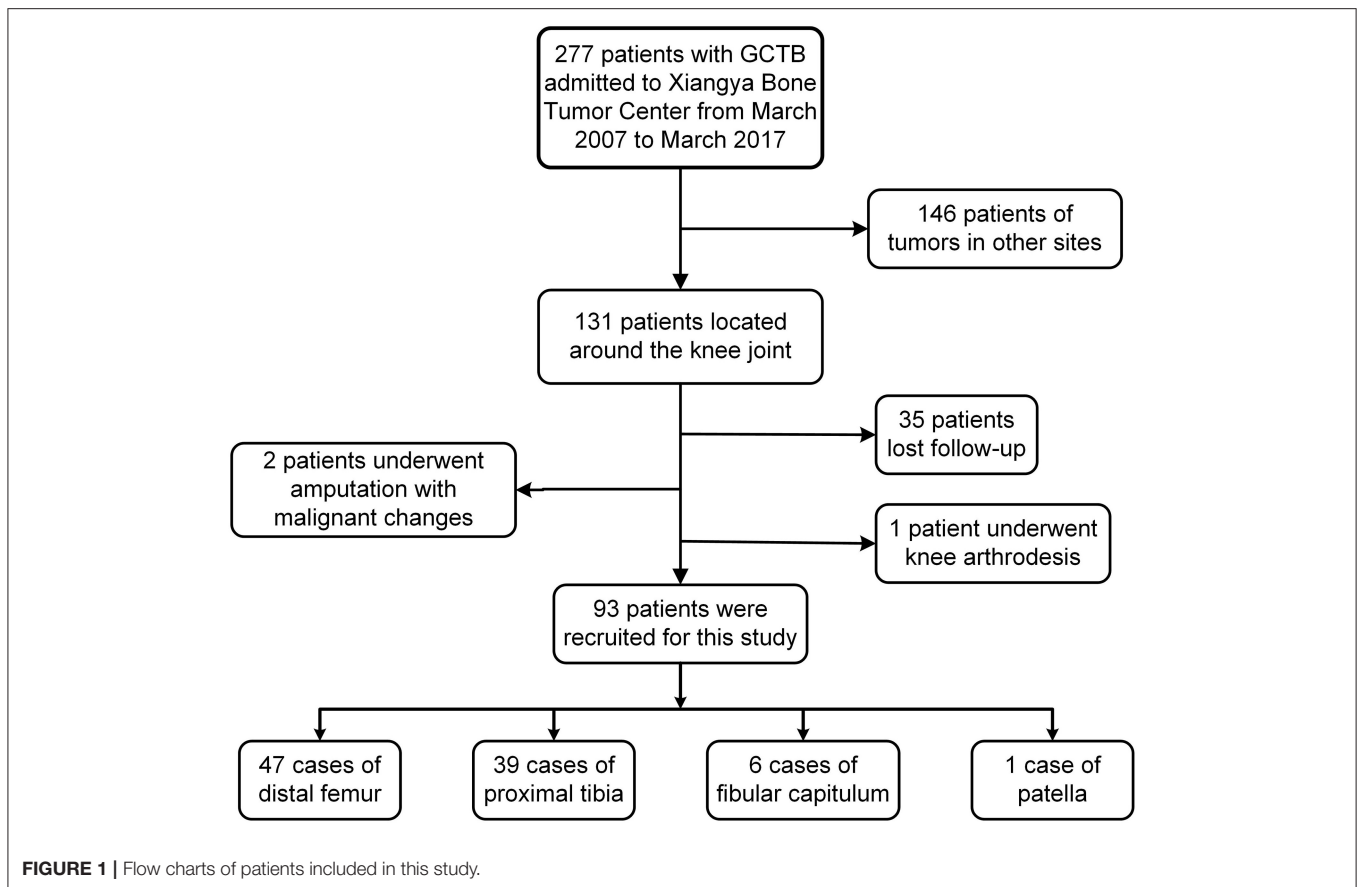 277 patients with GCTB
admitted to Xiangya Bone
Tumor Center from March
2007 to March 2017
146 patients of
tumors in other sites
131 patients located
around the knee joint
35 patients
lost follow-up
2 patients underwent
amputation with
malignant changes
1 patient underwent
knee arthrodesis
93 patients were
recruited for this study
47 cases of
distal femur
39 cases of
proximal tibia
6 cases of
fibular capitulum
1 case of
patella
FIGURE 1 | Flow charts of patients included in this study.